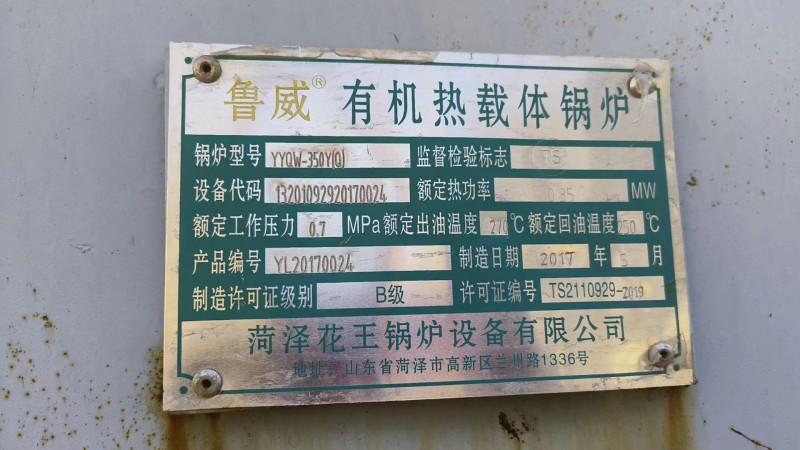 鲁威® 有机热载体锅炉
锅炉型号 YYQW-350Y(Q) 监督检验标志 TS
设备代码 13201092920170024 额定热功率 0.35 MW
额定工作压力 0.7 MPa 额定出油温度 270 ℃ 额定回油温度 250 ℃
产品编号 YL20170024 制造日期 2017 年 5 月
制造许可证级别 B级 许可证编号 TS2110929-2019
菏泽花王锅炉设备有限公司
地址:山东省菏泽市高新区兰州路1336号